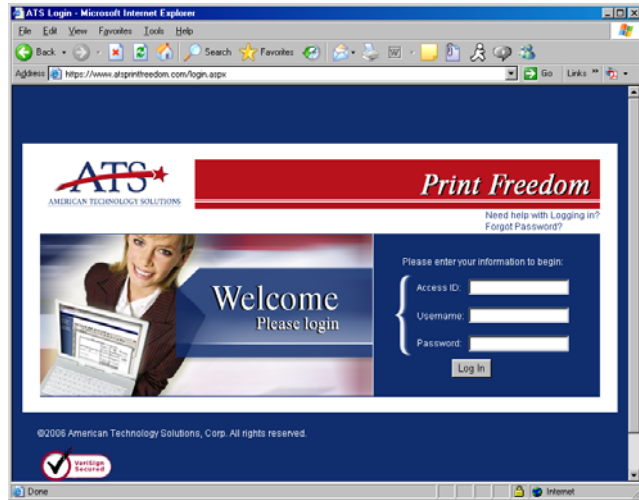 ATS Login - Microsoft Internet Explorer
File Edit View Favorites Tools Help
Back Search Favorites
Address https://www.atsprintfreedom.com/login.aspx Go Links »
ATS
AMERICAN TECHNOLOGY SOLUTIONS
Print Freedom
Need help with Logging in?
Forgot Password?
Please enter your information to begin:
Welcome
Please login
Access ID:
Username:
Password:
Log In
©2006 American Technology Solutions, Corp. All rights reserved.
VeriSign
Secured
Done Internet